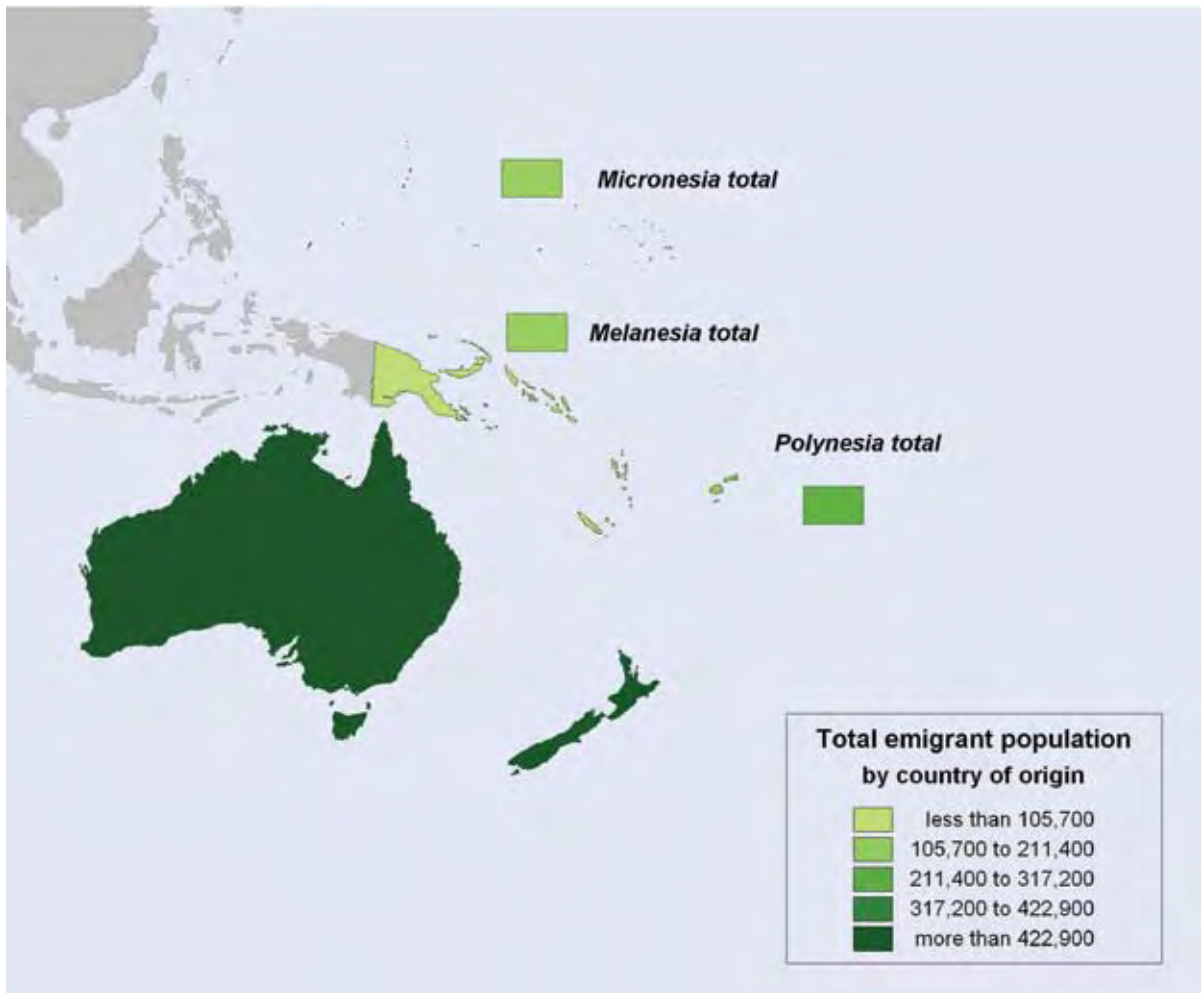 Micronesia total
Melanesia total
Polynesia total
Total emigrant population
by country of origin
less than 105,700
105,700 to 211,400
211,400 to 317,200
317,200 to 422,900
more than 422,900